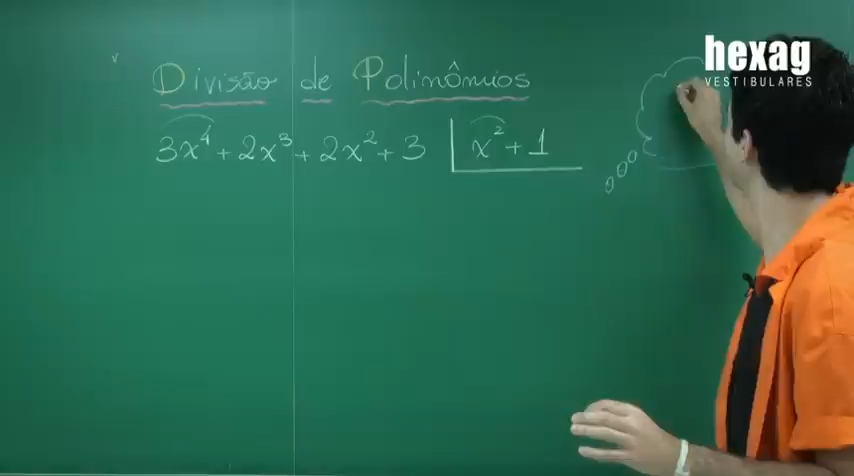 hexag
VESTIBULARES
Divisão de Polinômios
3x⁴ + 2x³ + 2x² + 3 | x² + 1